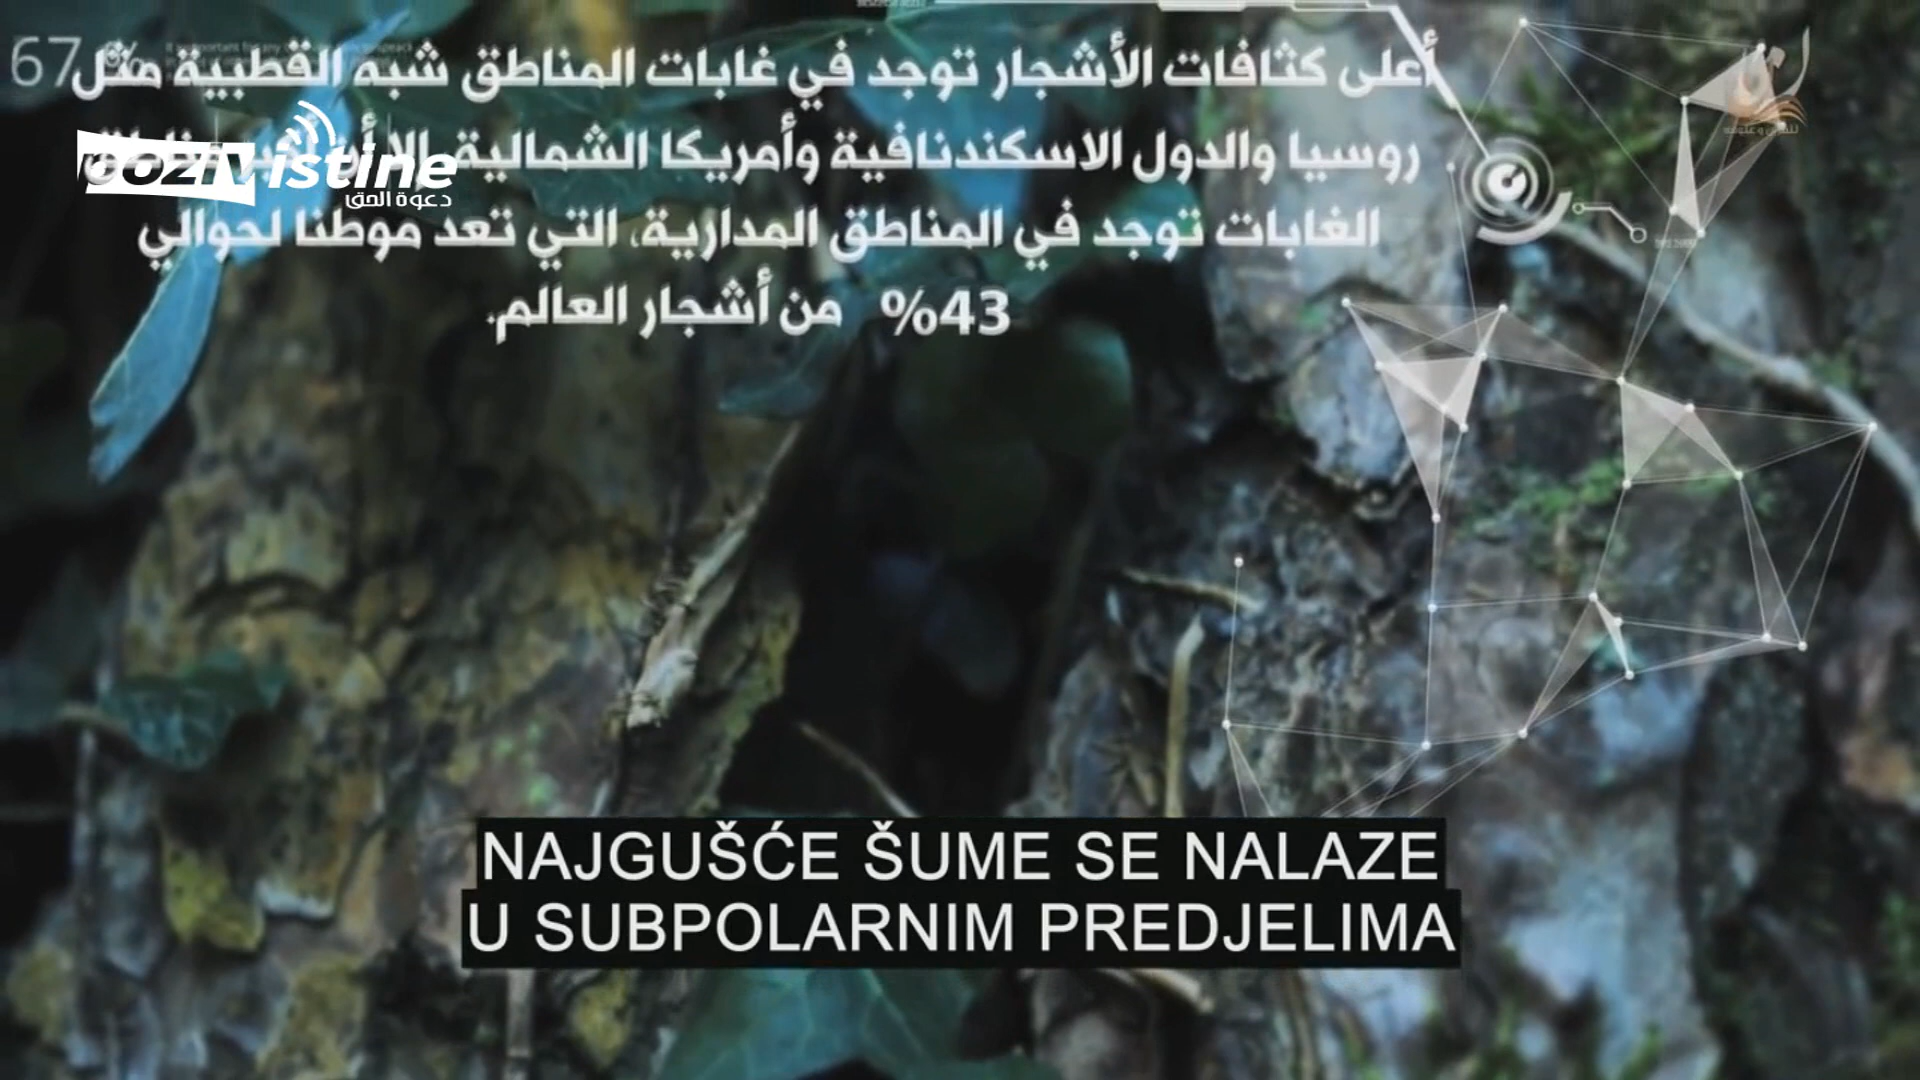 67%
أعلى كثافات الأشجار توجد في غابات المناطق شبه القطبية مثل
روسيا والدول الاسكندنافية وأمريكا الشمالية
الغابات توجد في المناطق المدارية، التي تعد موطنا لحوالي
%43 من أشجار العالم.
istine
دعوة الحق
NAJGUŠĆE ŠUME SE NALAZE
U SUBPOLARNIM PREDJELIMA